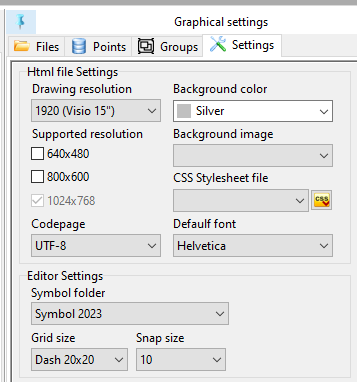 Graphical settings
Files Points Groups Settings
Html file Settings
Drawing resolution Background color
1920 (Visio 15") Silver
Supported resolution Background image
640x480
800x600 CSS Stylesheet file
1024x768 CSS
Codepage Defaulf font
UTF-8 Helvetica
Editor Settings
Symbol folder
Symbol 2023
Grid size Snap size
Dash 20x20 10